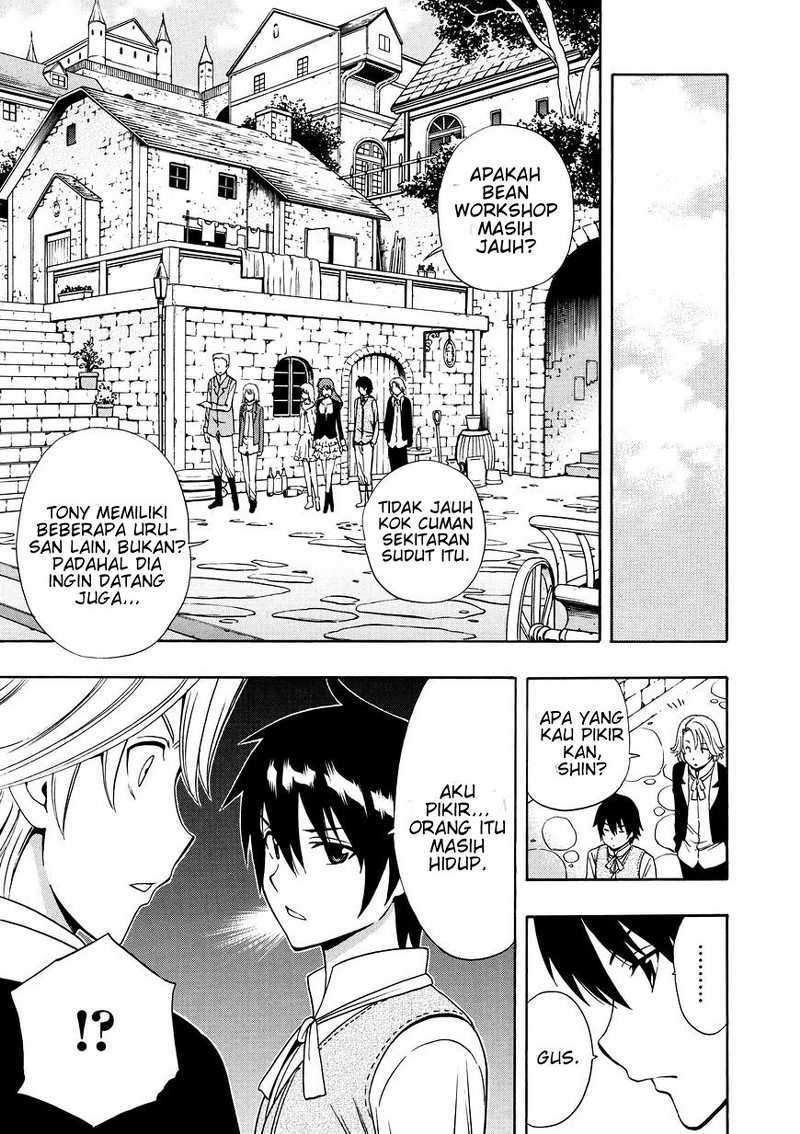 APAKAH
BEAN
WORKSHOP
MASIH
JAUH?
TIDAK JAUH
KOK CUMAN
SEKITARAN
SUDUT ITU.
TONY MEMILIKI
BEBERAPA URU-
SAN LAIN, BUKAN?
PADAHAL DIA
INGIN DATANG
JUGA...
APA YANG
KAU PIKIR
KAN,
SHIN?
.........
GUS.
AKU
PIKIR...
ORANG ITU
MASIH
HIDUP.
!?